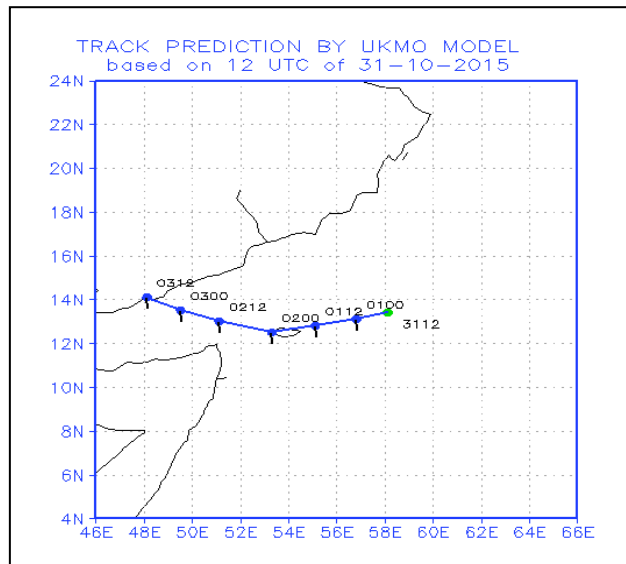 TRACK PREDICTION BY UKMO MODEL
based on 12 UTC of 31-10-2015
24N
22N
20N
18N
16N
14N
12N
10N
8N
6N
4N
0312
0300
0212
0200
0112
0100
3112
46E 48E 50E 52E 54E 56E 58E 60E 62E 64E 66E